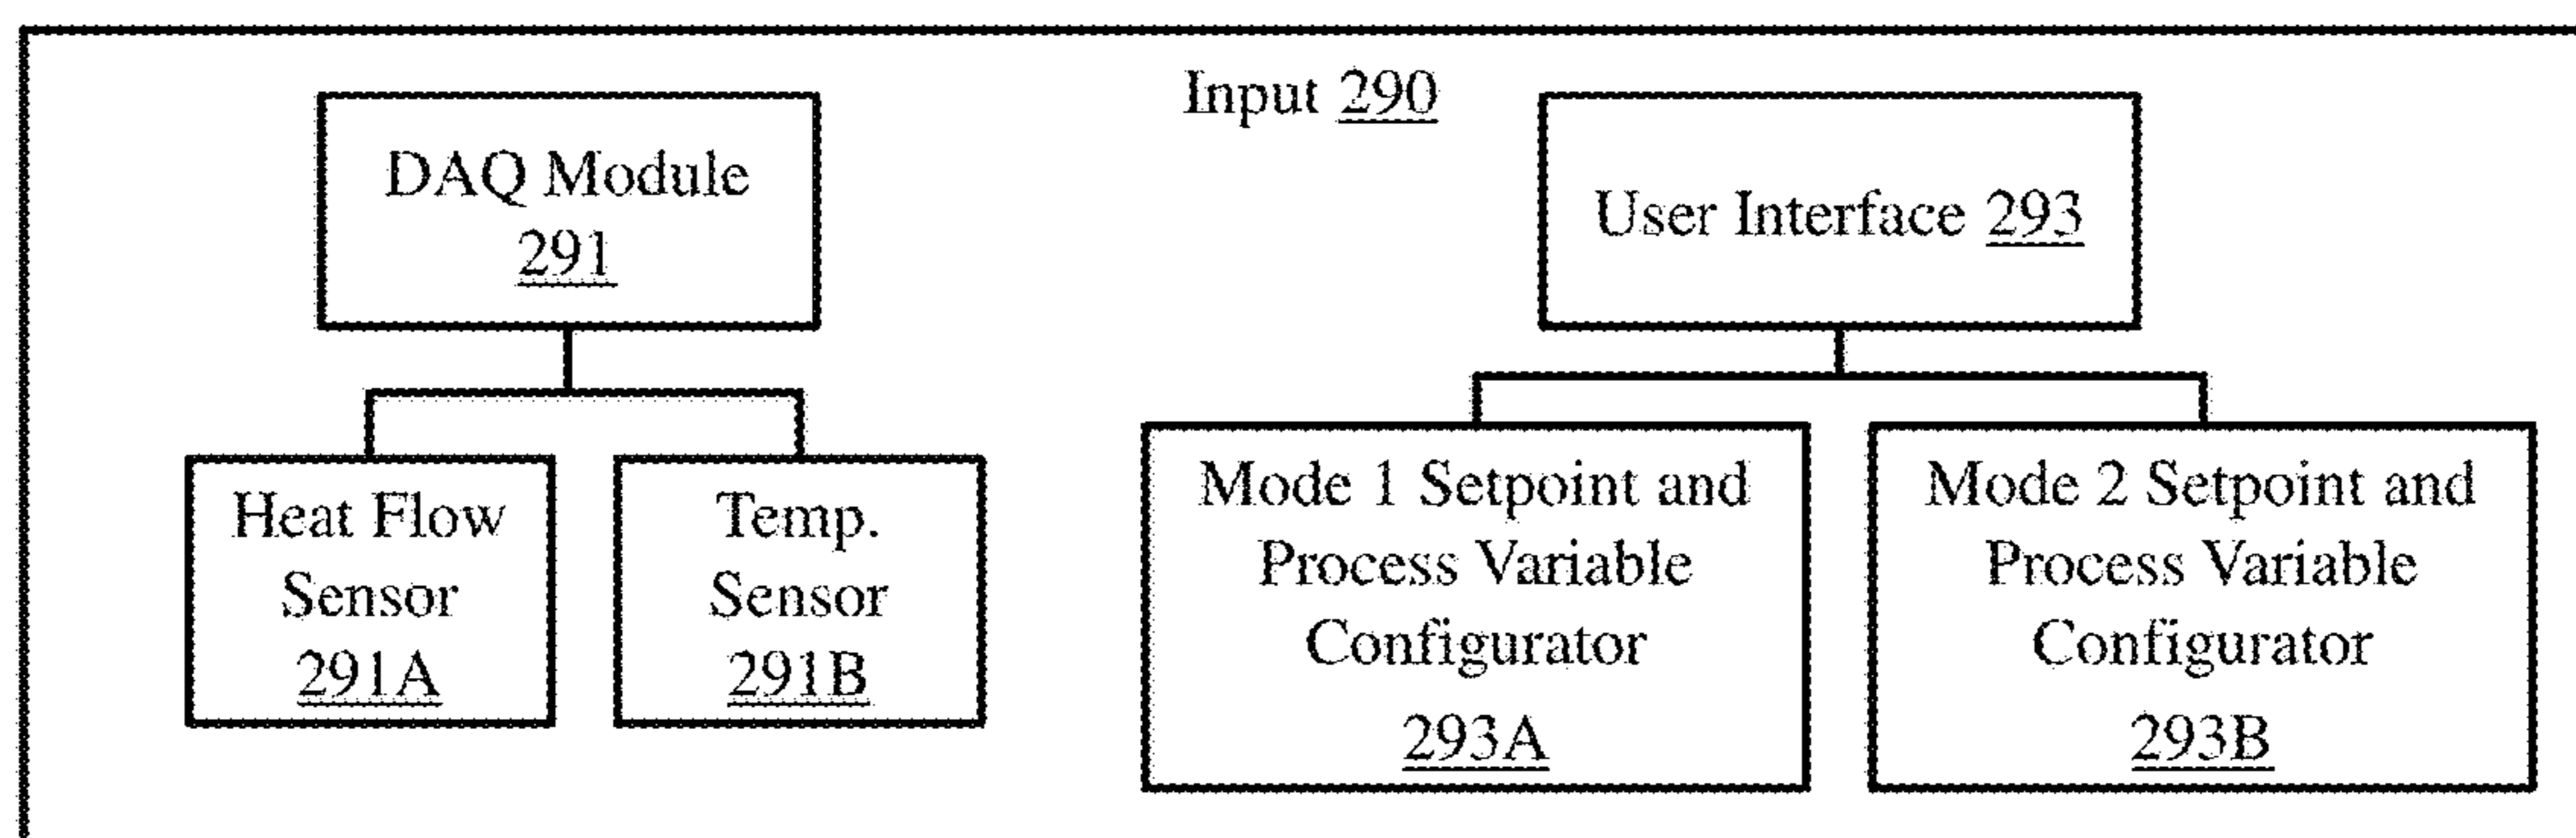 Input 290
DAQ Module
291
User Interface 293
Heat Flow
Sensor
291A
Temp.
Sensor
291B
Mode 1 Setpoint and
Process Variable
Configurator
293A
Mode 2 Setpoint and
Process Variable
Configurator
293B